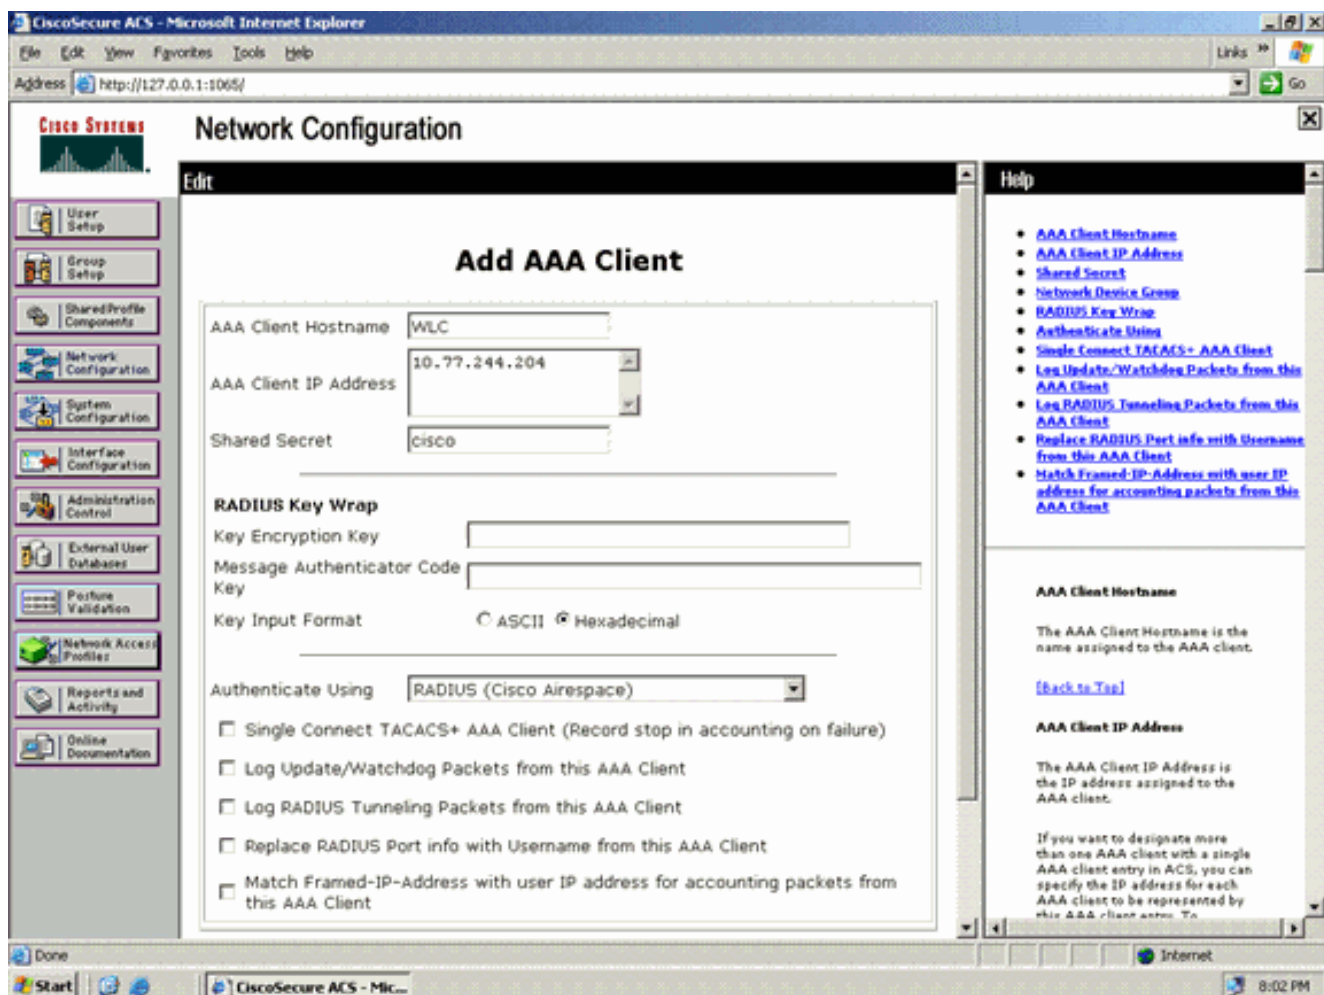 CiscoSecure ACS - Microsoft Internet Explorer
File Edit View Favorites Tools Help
Links »
Address http://127.0.0.1:1065/
Go
CISCO SYSTEMS
Network Configuration
User
Setup
Group
Setup
Shared Profile
Components
Network
Configuration
System
Configuration
Interface
Configuration
Administration
Control
External User
Databases
Posture
Validation
Network Access
Profiles
Reports and
Activity
Online
Documentation
Edit
Add AAA Client
AAA Client Hostname WLC
AAA Client IP Address 10.77.244.204
Shared Secret cisco
RADIUS Key Wrap
Key Encryption Key
Message Authenticator Code
Key
Key Input Format ASCII Hexadecimal
Authenticate Using RADIUS (Cisco Airespace)
Single Connect TACACS+ AAA Client (Record stop in accounting on failure)
Log Update/Watchdog Packets from this AAA Client
Log RADIUS Tunneling Packets from this AAA Client
Replace RADIUS Port info with Username from this AAA Client
Match Framed-IP-Address with user IP address for accounting packets from
this AAA Client
Help
AAA Client Hostname
AAA Client IP Address
Shared Secret
Network Device Group
RADIUS Key Wrap
Authenticate Using
Single Connect TACACS+ AAA Client
Log Update/Watchdog Packets from this
AAA Client
Log RADIUS Tunneling Packets from this
AAA Client
Replace RADIUS Port info with Username
from this AAA Client
Match Framed-IP-Address with user IP
address for accounting packets from this
AAA Client
AAA Client Hostname
The AAA Client Hostname is the
name assigned to the AAA client.
[Back to Top]
AAA Client IP Address
The AAA Client IP Address is
the IP address assigned to the
AAA client.
If you want to designate more
than one AAA client with a single
AAA client entry in ACS, you can
specify the IP address for each
AAA client to be represented by
this AAA client entry. To
Done
Internet
Start
CiscoSecure ACS - Mic...
8:02 PM